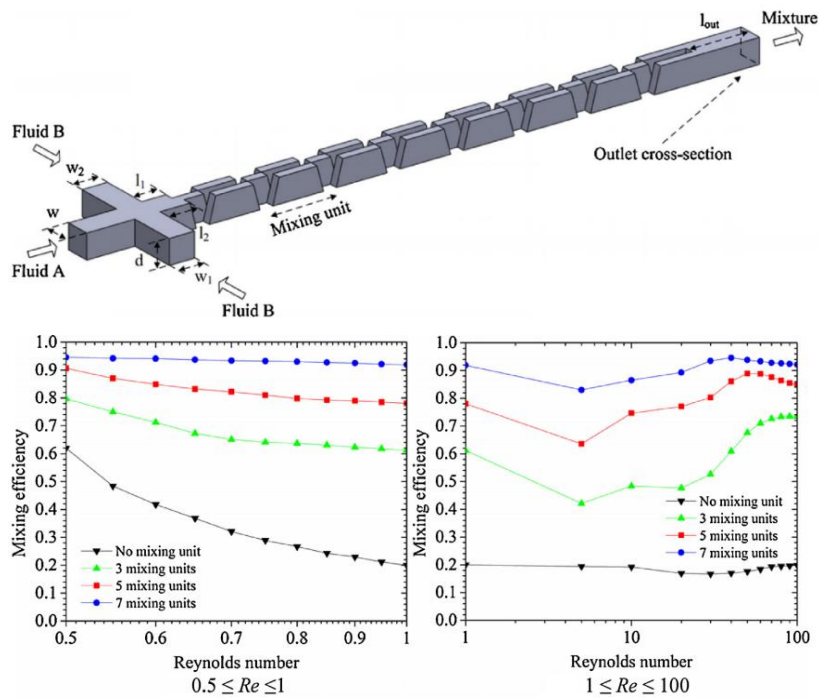 l_out
Mixture
Fluid B
w_2
l_1
Outlet cross-section
w
Mixing unit
l_2
Fluid A
d
w_1
Fluid B
1.0
0.9
0.8
0.7
0.6
0.5
0.4
0.3
0.2
0.1
0.0
Mixing efficiency
No mixing unit
3 mixing units
5 mixing units
7 mixing units
0.5 0.6 0.7 0.8 0.9 1
Reynolds number
0.5 ≤ Re ≤1
1.0
0.9
0.8
0.7
0.6
0.5
0.4
0.3
0.2
0.1
0.0
Mixing efficiency
No mixing unit
3 mixing units
5 mixing units
7 mixing units
1 10 100
Reynolds number
1 ≤ Re ≤ 100